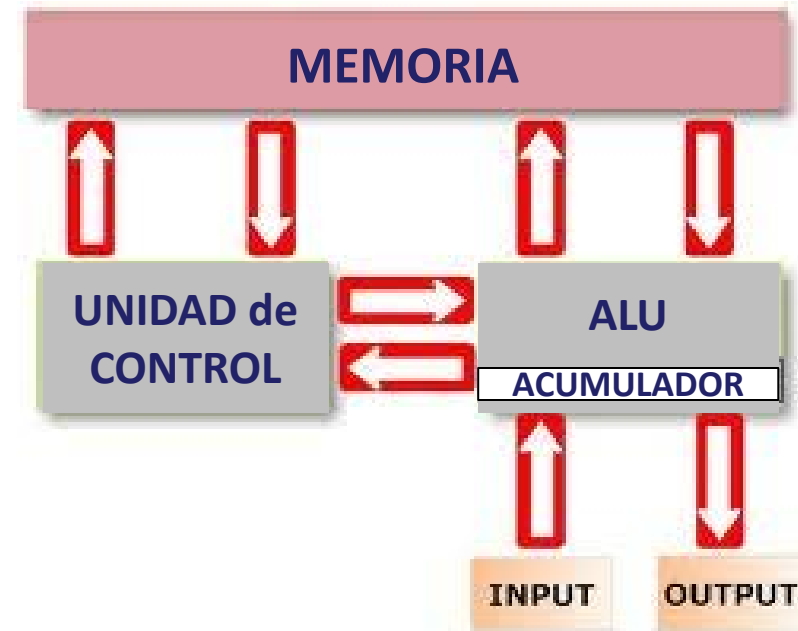 MEMORIA
UNIDAD de
CONTROL
ALU
ACUMULADOR
INPUT
OUTPUT